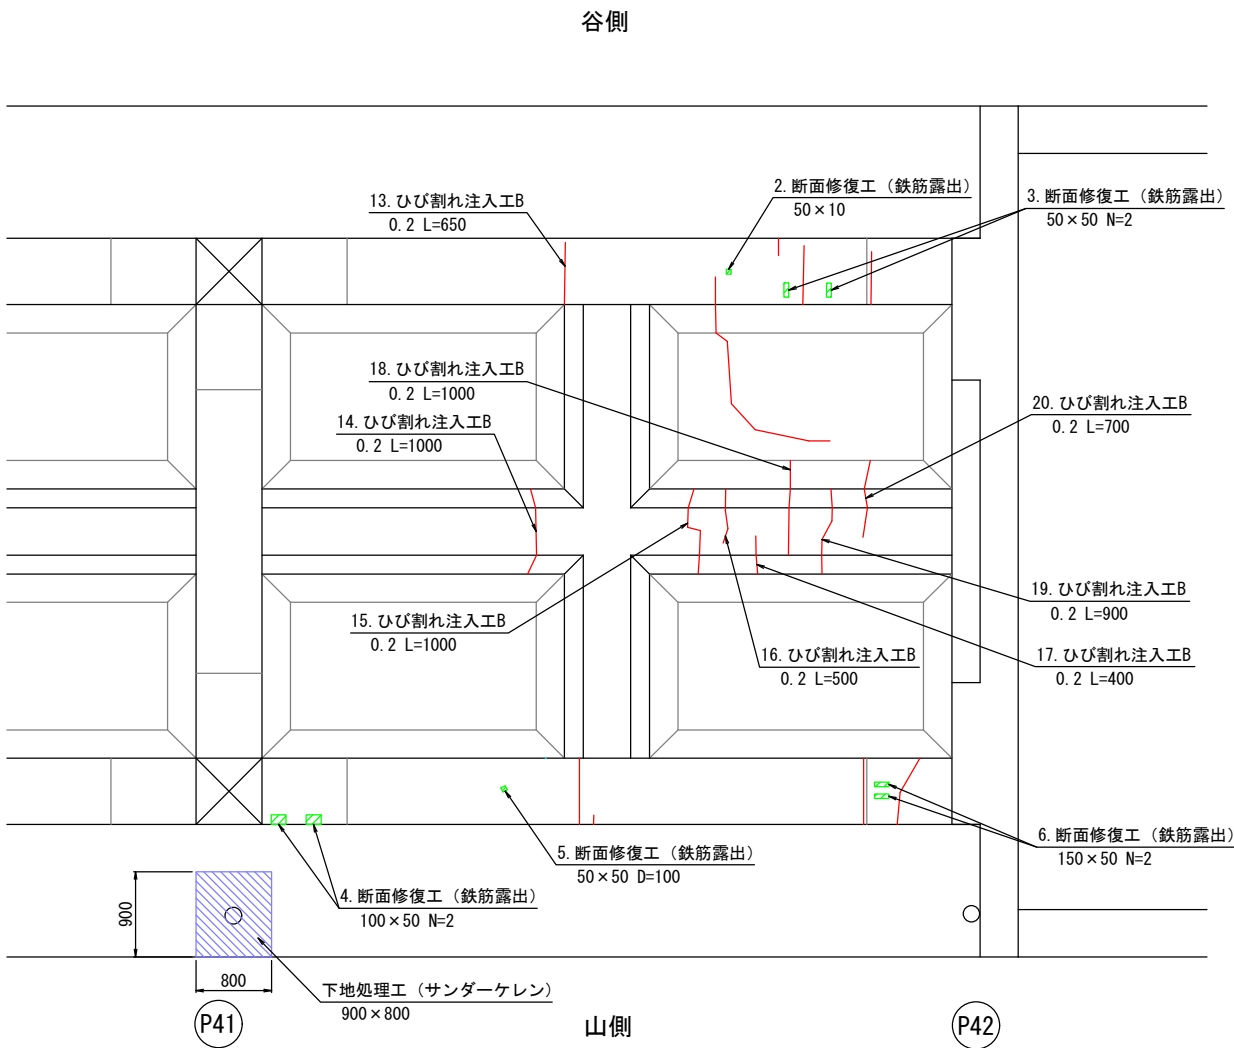 谷側
2. 断面修復工 (鉄筋露出)
50×10
3. 断面修復工 (鉄筋露出)
50×50 N=2
13. ひび割れ注入工B
0.2 L=650
18. ひび割れ注入工B
0.2 L=1000
14. ひび割れ注入工B
0.2 L=1000
20. ひび割れ注入工B
0.2 L=700
19. ひび割れ注入工B
0.2 L=900
15. ひび割れ注入工B
0.2 L=1000
16. ひび割れ注入工B
0.2 L=500
17. ひび割れ注入工B
0.2 L=400
6. 断面修復工 (鉄筋露出)
150×50 N=2
5. 断面修復工 (鉄筋露出)
50×50 D=100
4. 断面修復工 (鉄筋露出)
100×50 N=2
900
800
下地処理工 (サンダーケレン)
900×800
P41
山側
P42